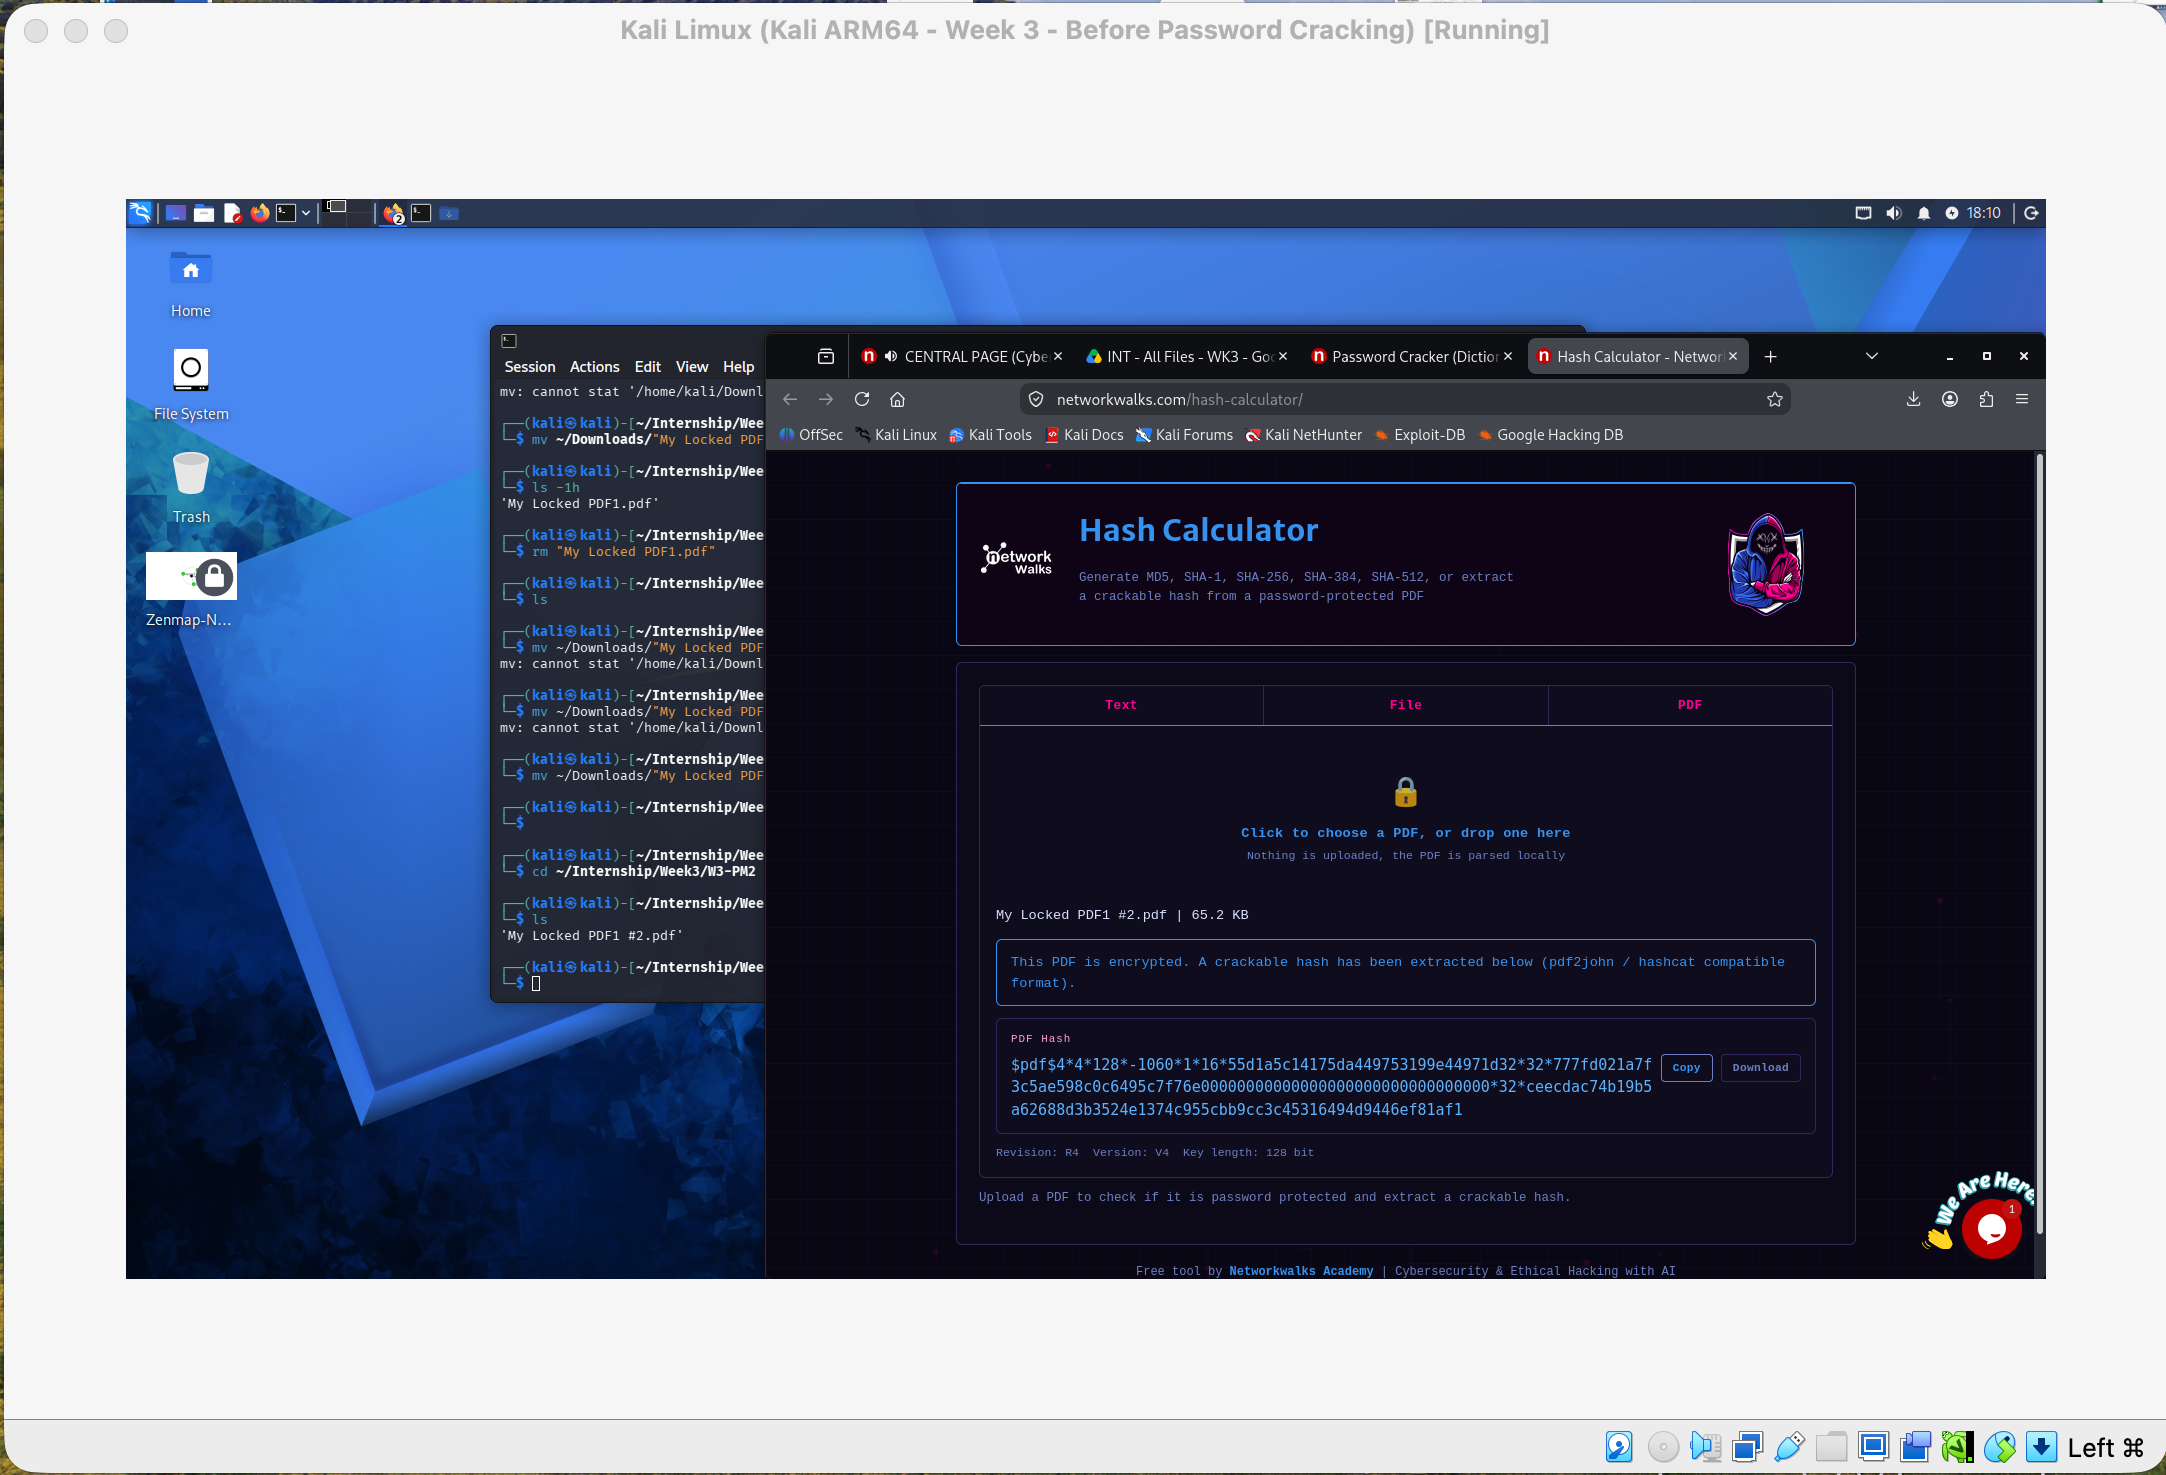 Kali Limux (Kali ARM64 - Week 3 - Before Password Cracking) [Running]
2
18:10
Home
File System
Trash
Zenmap-N...
Session Actions Edit View Help
mv: cannot stat '/home/kali/Downl
┌──(kali㉿kali)-[~/Internship/Wee
└─$ mv ~/Downloads/"My Locked PDF
┌──(kali㉿kali)-[~/Internship/Wee
└─$ ls -1h
'My Locked PDF1.pdf'
┌──(kali㉿kali)-[~/Internship/Wee
└─$ rm "My Locked PDF1.pdf"
┌──(kali㉿kali)-[~/Internship/Wee
└─$ ls
┌──(kali㉿kali)-[~/Internship/Wee
└─$ mv ~/Downloads/"My Locked PDF
mv: cannot stat '/home/kali/Downl
┌──(kali㉿kali)-[~/Internship/Wee
└─$ mv ~/Downloads/"My Locked PDF
mv: cannot stat '/home/kali/Downl
┌──(kali㉿kali)-[~/Internship/Wee
└─$ mv ~/Downloads/"My Locked PDF
┌──(kali㉿kali)-[~/Internship/Wee
└─$
┌──(kali㉿kali)-[~/Internship/Wee
└─$ cd ~/Internship/Week3/W3-PM2
┌──(kali㉿kali)-[~/Internship/Wee
└─$ ls
'My Locked PDF1 #2.pdf'
┌──(kali㉿kali)-[~/Internship/Wee
└─$
CENTRAL PAGE (Cybe INT - All Files - WK3 - Goo Password Cracker (Diction Hash Calculator - Network
networkwalks.com/hash-calculator/
OffSec Kali Linux Kali Tools Kali Docs Kali Forums Kali NetHunter Exploit-DB Google Hacking DB
network Walks
Hash Calculator
Generate MD5, SHA-1, SHA-256, SHA-384, SHA-512, or extract
a crackable hash from a password-protected PDF
Text File PDF
Click to choose a PDF, or drop one here
Nothing is uploaded, the PDF is parsed locally
My Locked PDF1 #2.pdf | 65.2 KB
This PDF is encrypted. A crackable hash has been extracted below (pdf2john / hashcat compatible
format).
PDF Hash
$pdf$4*4*128*-1060*1*16*55d1a5c14175da449753199e44971d32*32*777fd021a7f
3c5ae598c0c6495c7f76e00000000000000000000000000000000*32*ceecdac74b19b5
a62688d3b3524e1374c955cbb9cc3c45316494d9446ef81af1
Copy Download
Revision: R4 Version: V4 Key length: 128 bit
Upload a PDF to check if it is password protected and extract a crackable hash.
We Are Here!
1
Free tool by Networkwalks Academy | Cybersecurity & Ethical Hacking with AI
Left ⌘